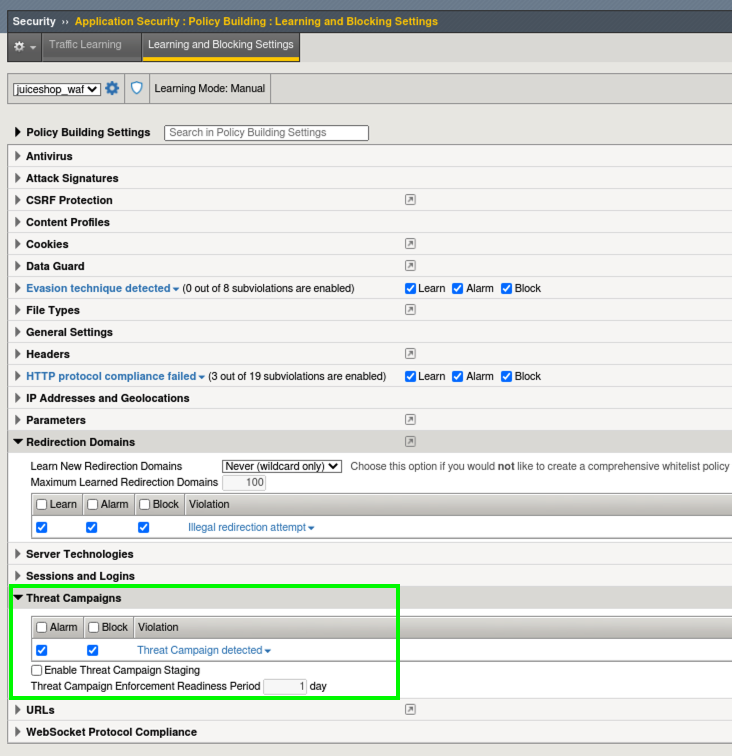 Security ›› Application Security : Policy Building : Learning and Blocking Settings
Traffic Learning Learning and Blocking Settings
juiceshop_waf Learning Mode: Manual
Policy Building Settings Search in Policy Building Settings
Antivirus
Attack Signatures
CSRF Protection
Content Profiles
Cookies
Data Guard
Evasion technique detected (0 out of 8 subviolations are enabled) Learn Alarm Block
File Types
General Settings
Headers
HTTP protocol compliance failed (3 out of 19 subviolations are enabled) Learn Alarm Block
IP Addresses and Geolocations
Parameters
Redirection Domains
Learn New Redirection Domains Never (wildcard only) Choose this option if you would not like to create a comprehensive whitelist policy
Maximum Learned Redirection Domains 100
Learn Alarm Block Violation
Illegal redirection attempt
Server Technologies
Sessions and Logins
Threat Campaigns
Alarm Block Violation
Threat Campaign detected
Enable Threat Campaign Staging
Threat Campaign Enforcement Readiness Period 1 day
URLs
WebSocket Protocol Compliance